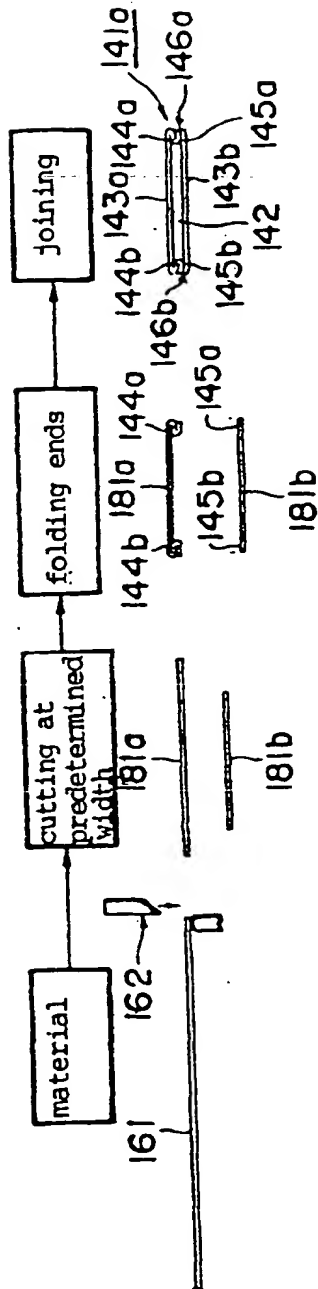 material
cutting at
predetermined
width
folding ends
joining
161
162
181a
181b
144b
181a
144a
145b
145a
181b
141a
144b
143a
144a
146b
146a
145b
142
143b
145a